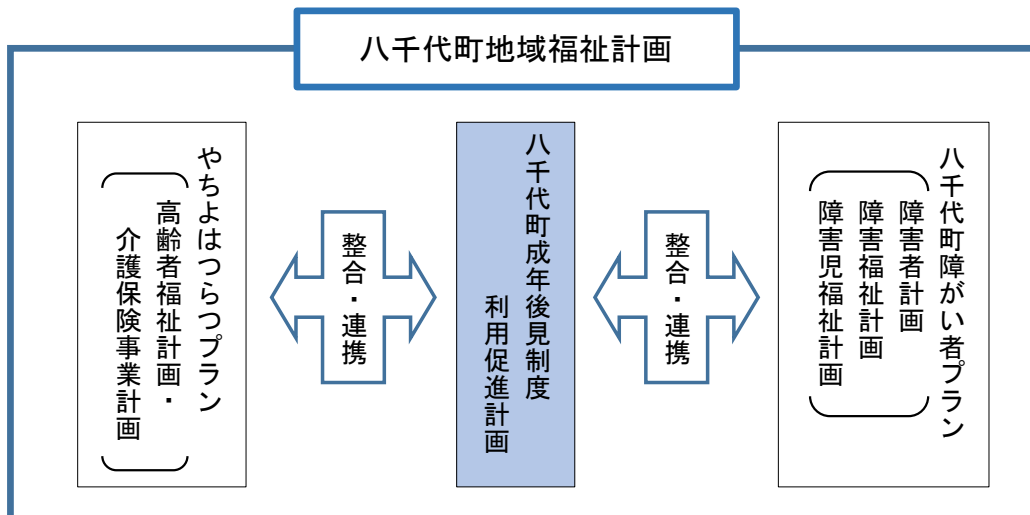 八千代町地域福祉計画
やちよはつらつプラン
高齢者福祉計画・
介護保険事業計画
整合・連携
八千代町成年後見制度
利用促進計画
整合・連携
八千代町障がい者プラン
障害者計画
障害福祉計画
障害児福祉計画